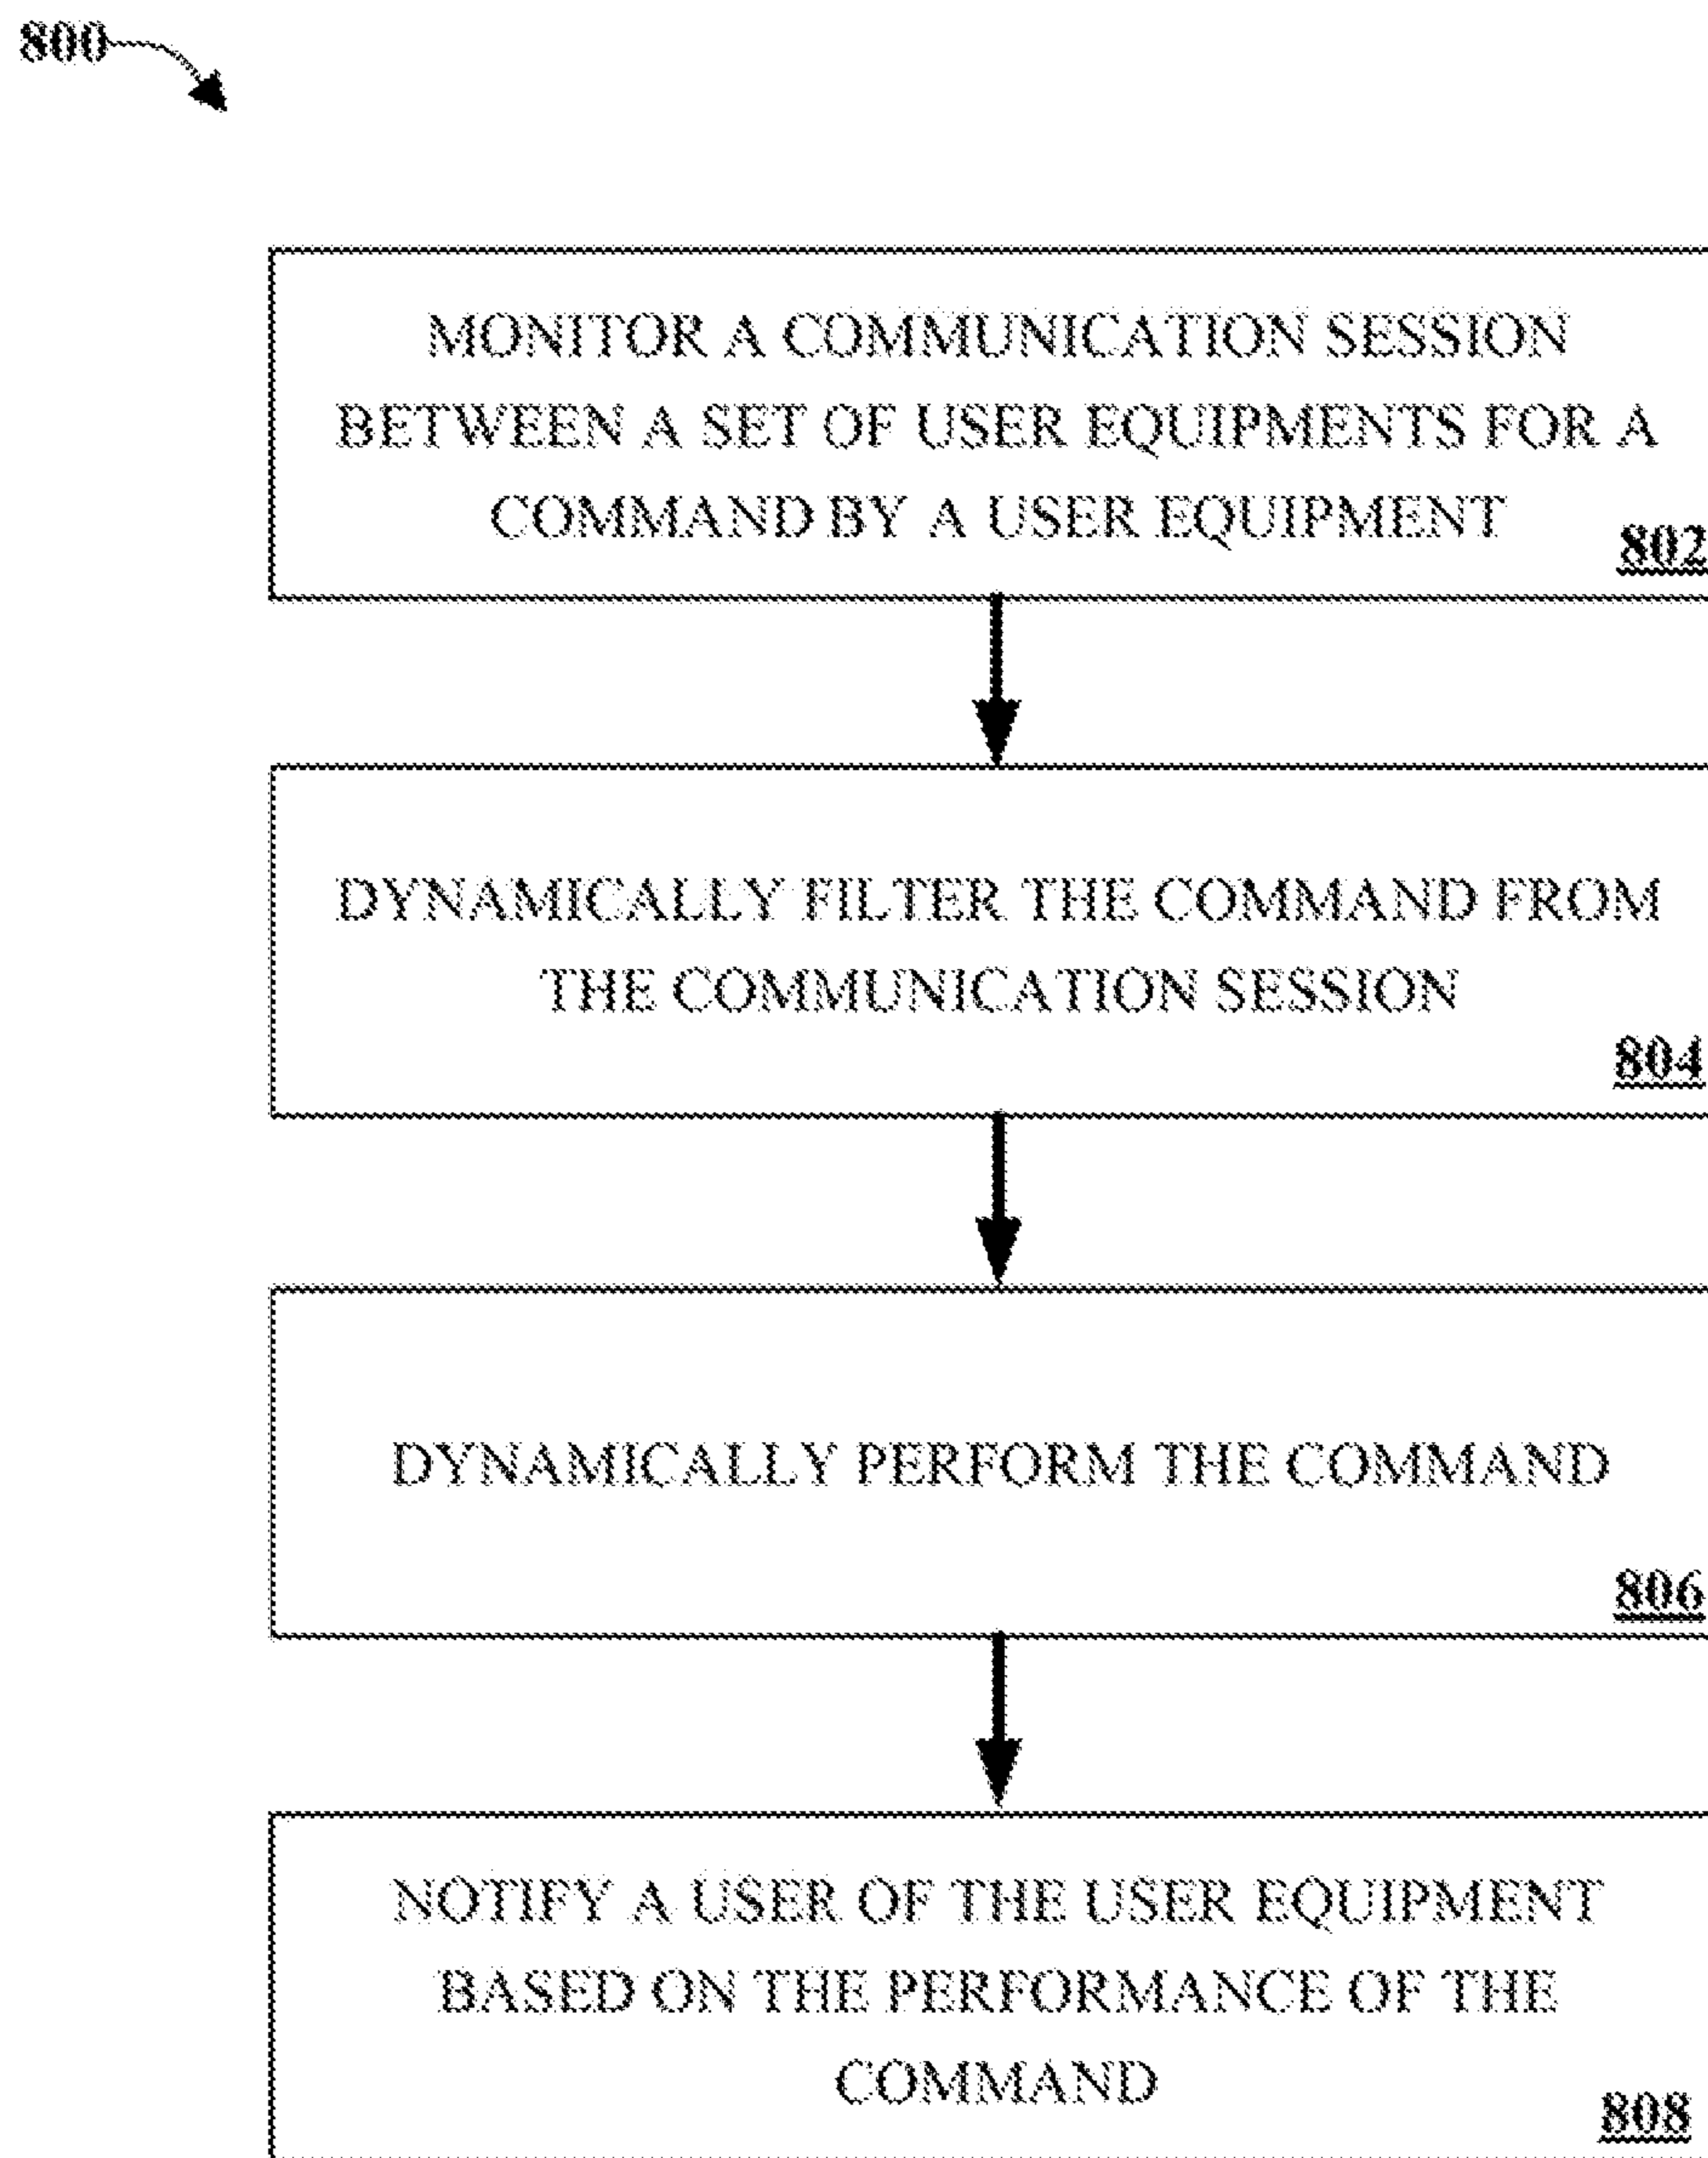 800
MONITOR A COMMUNICATION SESSION
BETWEEN A SET OF USER EQUIPMENTS FOR A
COMMAND BY A USER EQUIPMENT
802
DYNAMICALLY FILTER THE COMMAND FROM
THE COMMUNICATION SESSION
804
DYNAMICALLY PERFORM THE COMMAND
806
NOTIFY A USER OF THE USER EQUIPMENT
BASED ON THE PERFORMANCE OF THE
COMMAND
808